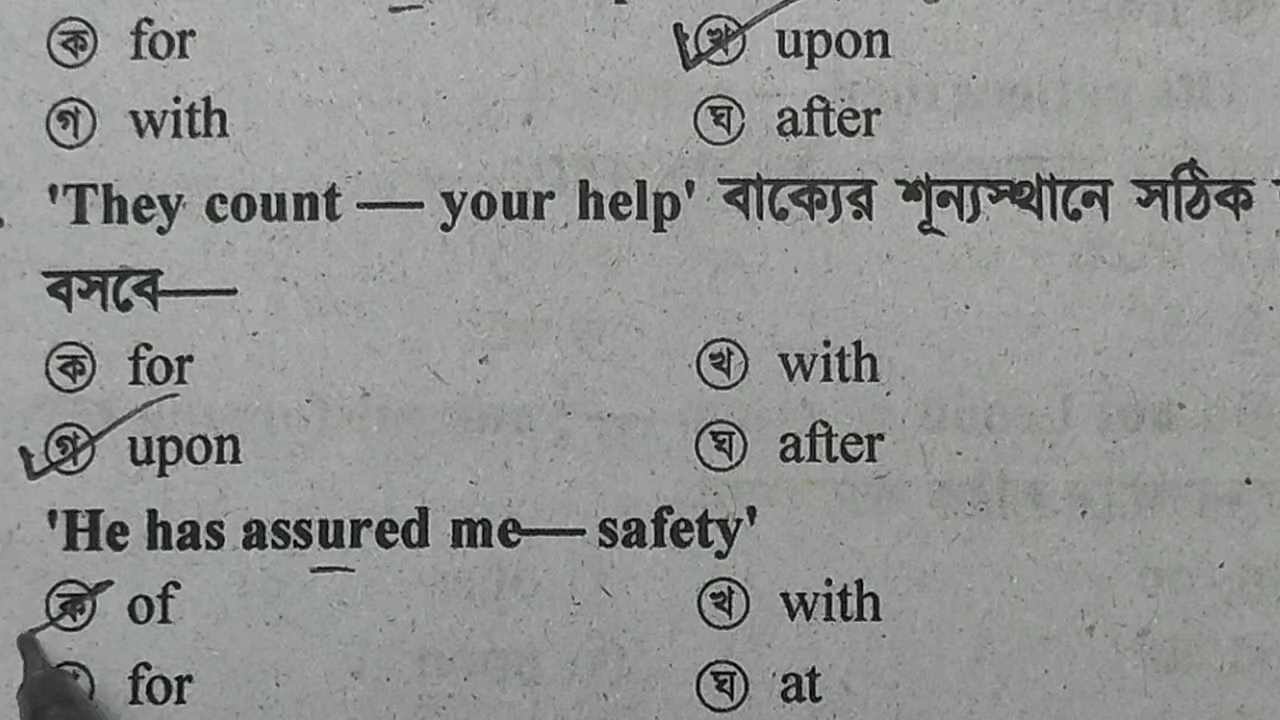 ক for
খ upon
গ with
ঘ after
'They count — your help' বাক্যের শূন্যস্থানে সঠিক
বসবে—
ক for
খ with
গ upon
ঘ after
'He has assured me— safety'
ক of
খ with
for
ঘ at